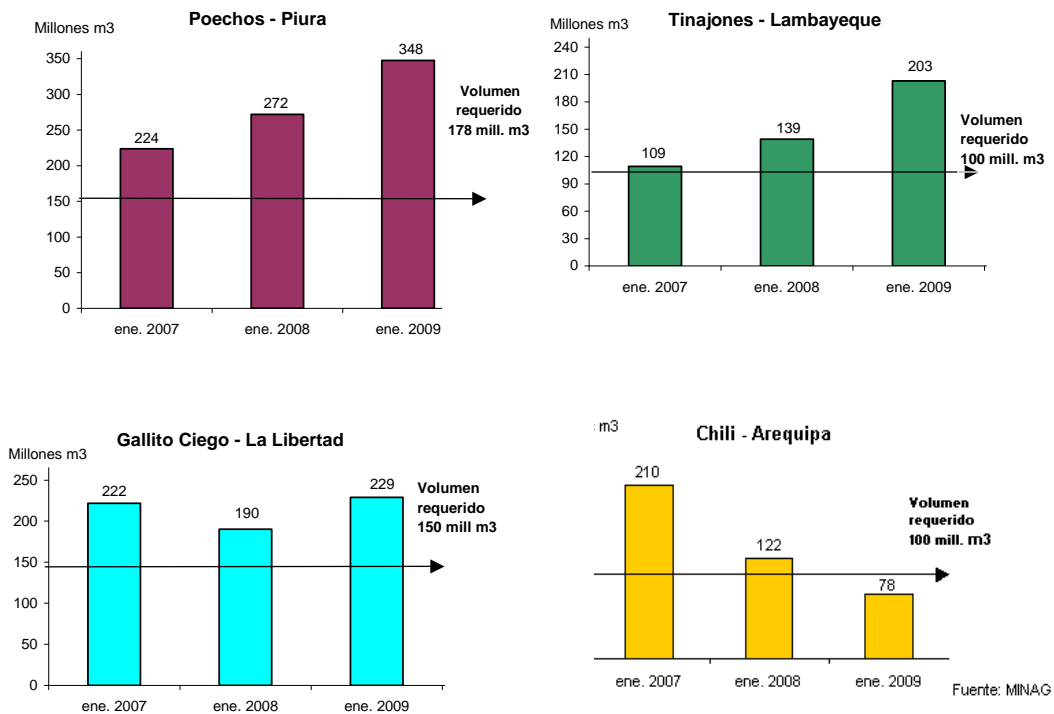 Poechos - Piura
Millones m3
350
300
250
200
150
100
50
0
224
272
348
Volumen
requerido
178 mill. m3
ene. 2007
ene. 2008
ene. 2009
Tinajones - Lambayeque
Millones m3
240
210
180
150
120
90
60
30
0
109
139
203
Volumen
requerido
100 mill. m3
ene. 2007
ene. 2008
ene. 2009
Gallito Ciego - La Libertad
Millones m3
250
200
150
100
50
0
222
190
229
Volumen
requerido
150 mill m3
ene. 2007
ene. 2008
ene. 2009
Chili - Arequipa
m3
210
122
78
Volumen
requerido
100 mill. m3
ene. 2007
ene. 2008
ene. 2009
Fuente: MINAG